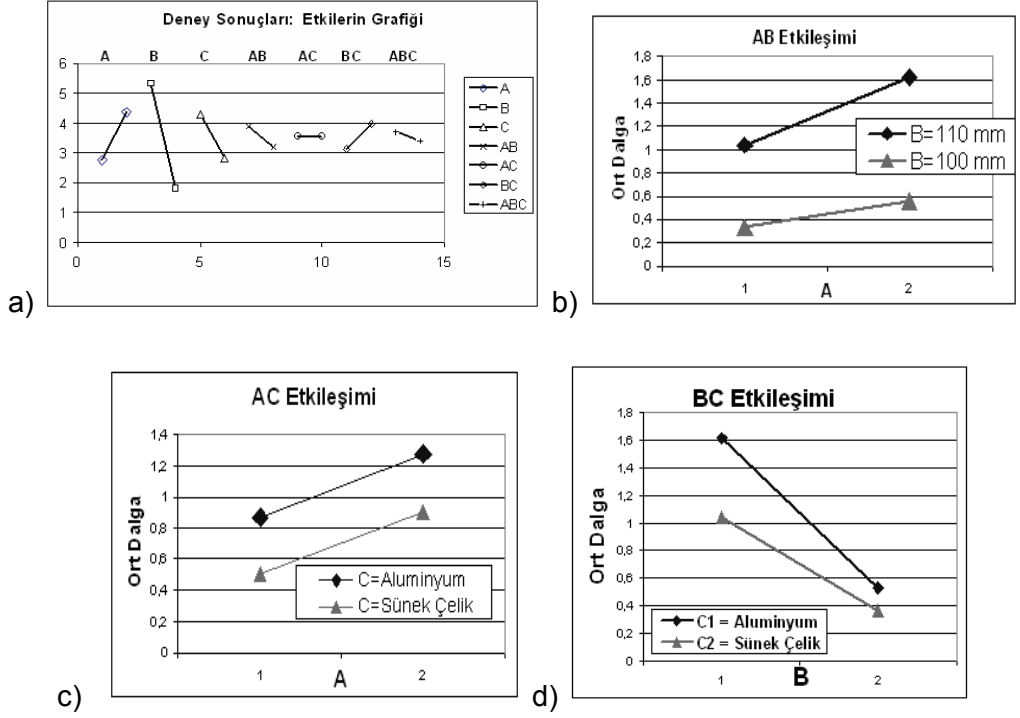 Deney Sonuçları: Etkilerin Grafiği
A B C AB AC BC ABC
6
5
4
3
2
1
0
0 5 10 15
A
B
C
AB
AC
BC
ABC
a)
AB Etkileşimi
Ort Dalga
1,8
1,6
1,4
1,2
1
0,8
0,6
0,4
0,2
0
1 2
A
B=110 mm
B=100 mm
b)
AC Etkileşimi
Ort Dalga
1,4
1,2
1
0,8
0,6
0,4
0,2
0
1 2
A
C=Aluminyum
C=Sünek Çelik
c)
BC Etkileşimi
Ort Dalga
1,8
1,6
1,4
1,2
1
0,8
0,6
0,4
0,2
0
1 2
B
C1 = Aluminyum
C2 = Sünek Çelik
d)